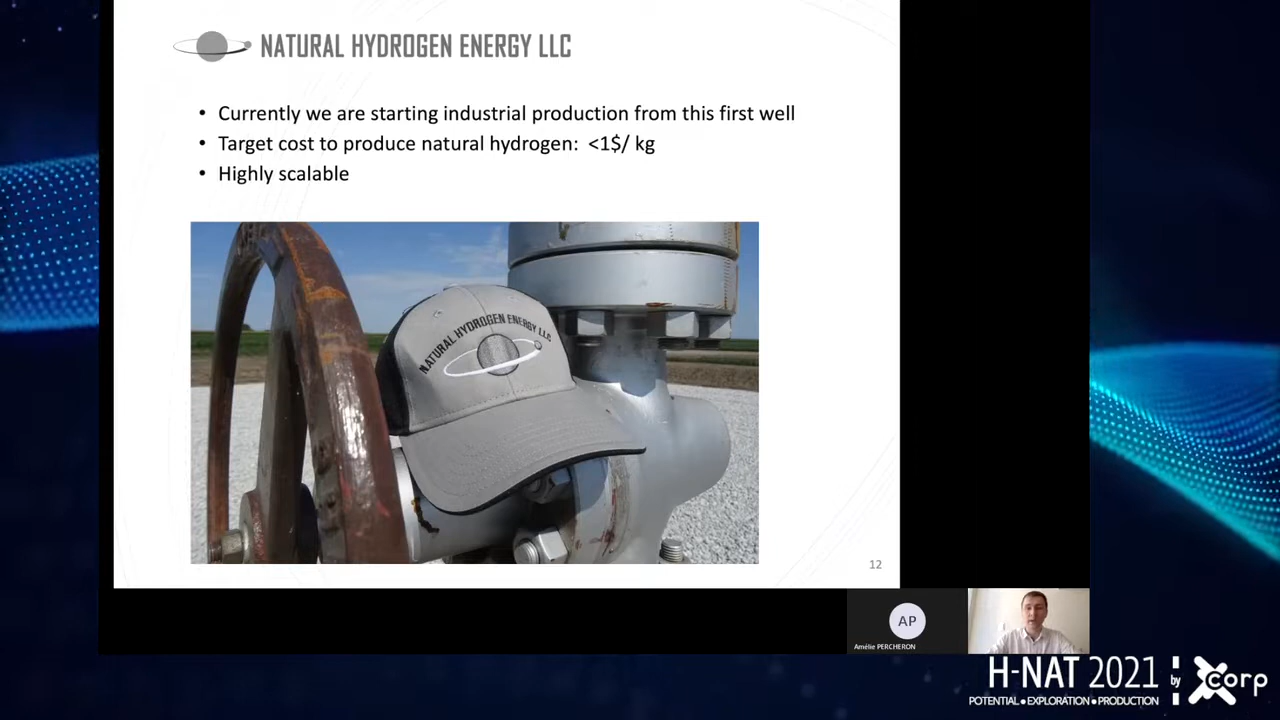 NATURAL HYDROGEN ENERGY LLC
• Currently we are starting industrial production from this first well
• Target cost to produce natural hydrogen: <1$/ kg
• Highly scalable
NATURAL HYDROGEN ENERGY LLC
12
AP
Amélie PERCHERON
H-NAT 2021 by Xcorp
POTENTIAL●EXPLORATION●PRODUCTION